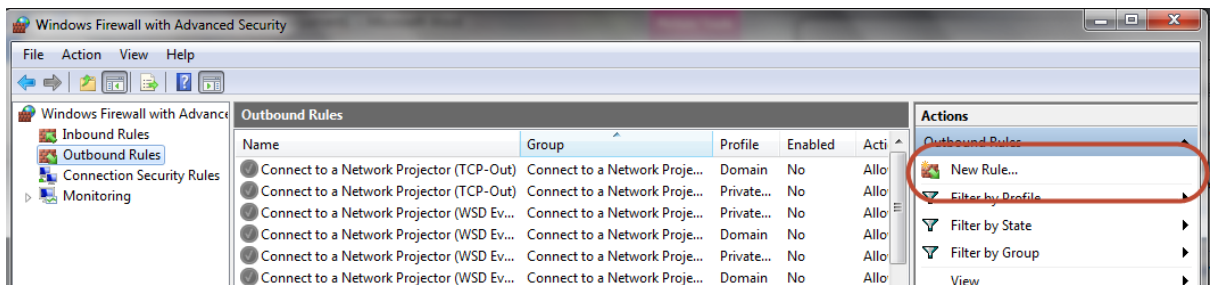 Windows Firewall with Advanced Security
File Action View Help
Windows Firewall with Advance
Inbound Rules
Outbound Rules
Connection Security Rules
Monitoring
Outbound Rules
Name Group Profile Enabled Acti
Connect to a Network Projector (TCP-Out) Connect to a Network Proje... Domain No Allo
Connect to a Network Projector (TCP-Out) Connect to a Network Proje... Private... No Allo
Connect to a Network Projector (WSD Ev... Connect to a Network Proje... Private... No Allo
Connect to a Network Projector (WSD Ev... Connect to a Network Proje... Domain No Allo
Connect to a Network Projector (WSD Ev... Connect to a Network Proje... Private... No Allo
Connect to a Network Projector (WSD Ev... Connect to a Network Proje... Domain No Allo
Actions
Outbound Rules
New Rule...
Filter by Profile
Filter by State
Filter by Group
View